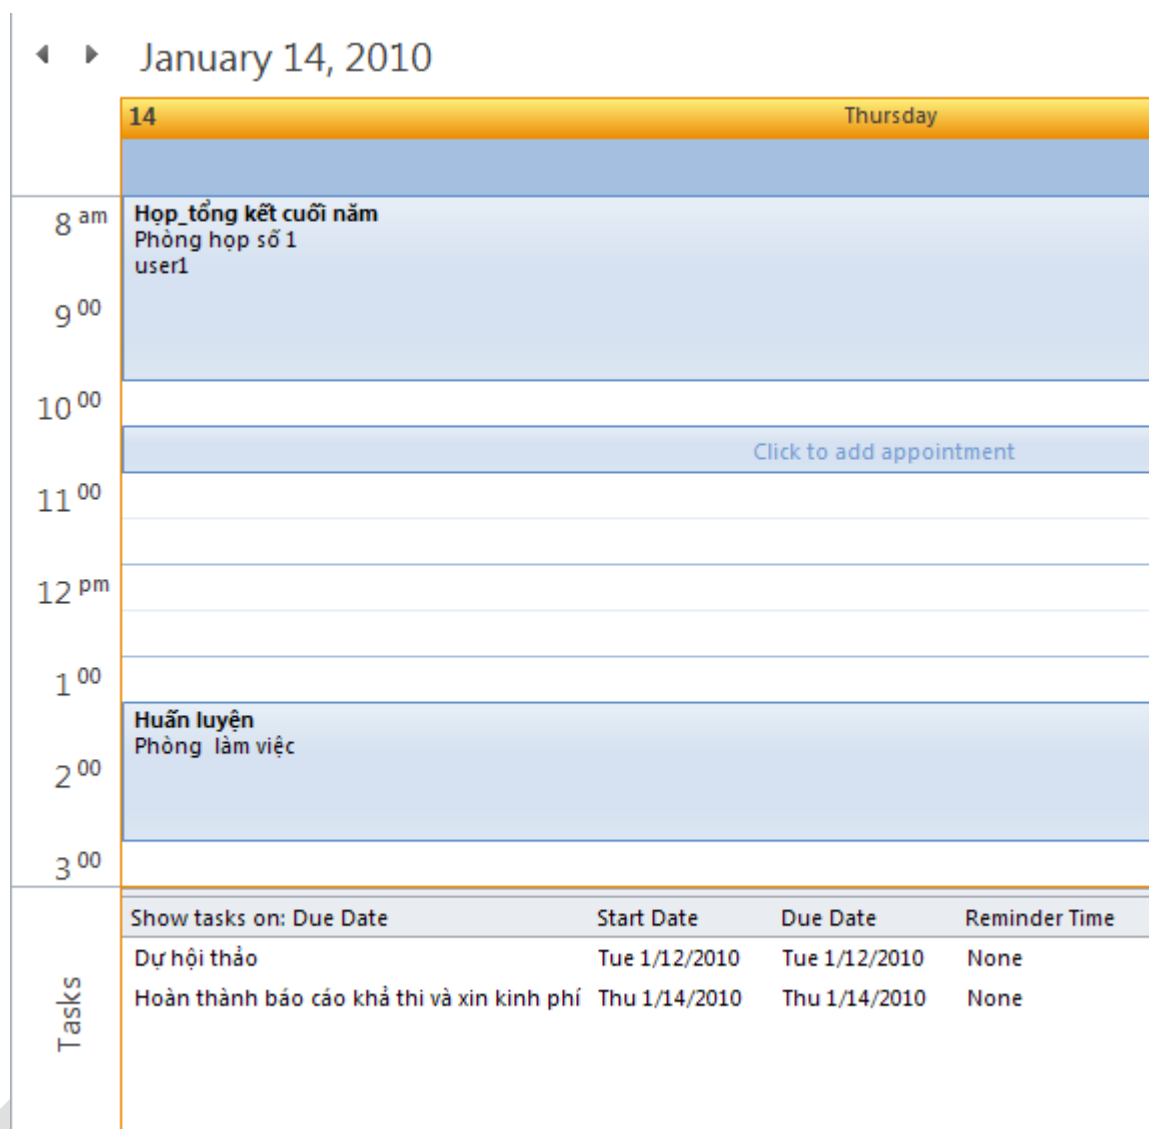 January 14, 2010
14 Thursday
8 am
Họp_tổng kết cuối năm
Phòng họp số 1
user1
9 00
10 00
Click to add appointment
11 00
12 pm
1 00
Huấn luyện
Phòng  làm việc
2 00
3 00
Tasks
Show tasks on: Due Date Start Date Due Date Reminder Time
Dự hội thảo Tue 1/12/2010 Tue 1/12/2010 None
Hoàn thành báo cáo khả thi và xin kinh phí Thu 1/14/2010 Thu 1/14/2010 None